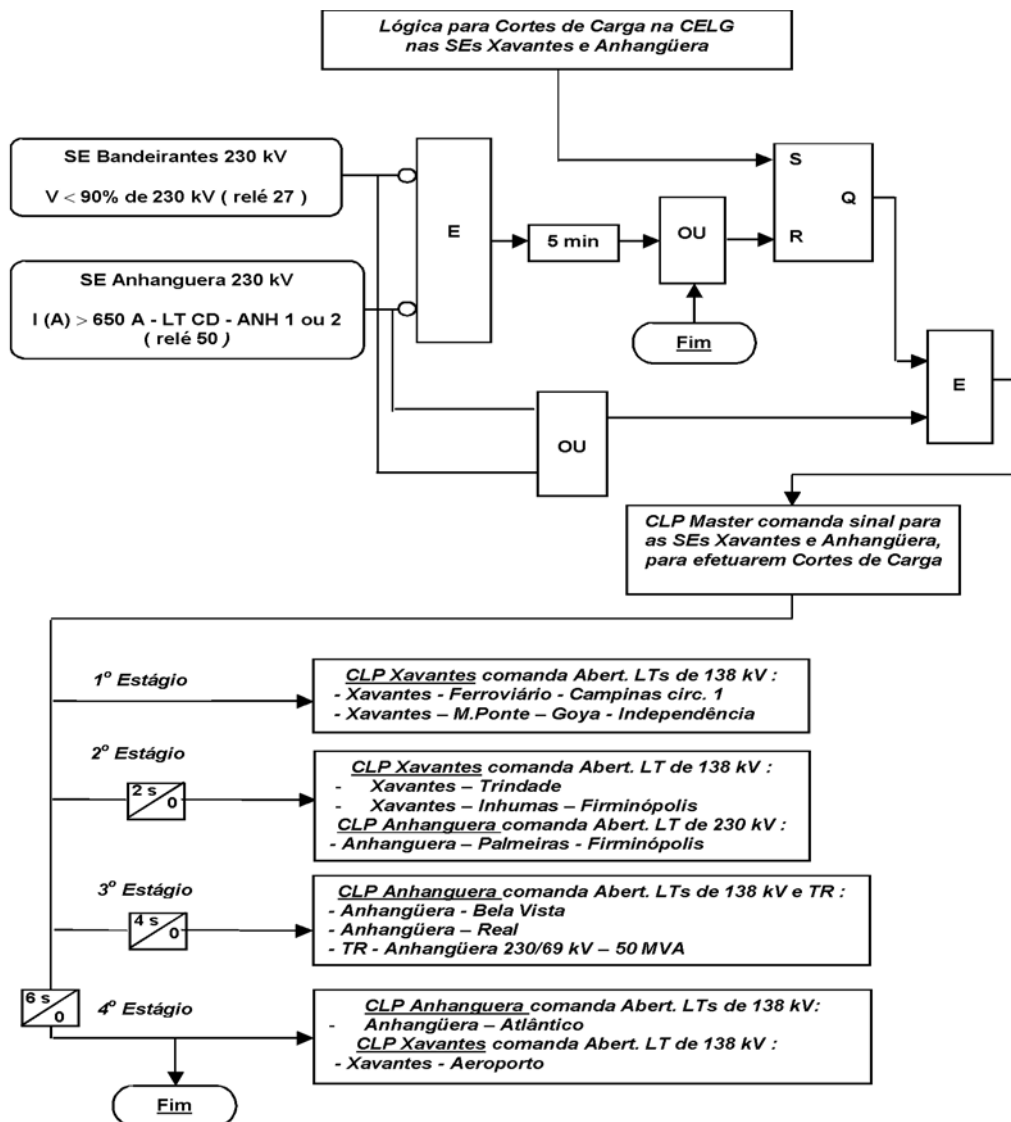 Lógica para Cortes de Carga na CELG
nas SEs Xavantes e Anhangüera
SE Bandeirantes 230 kV
V < 90% de 230 kV ( relé 27 )
SE Anhanguera 230 kV
I (A) > 650 A - LT CD - ANH 1 ou 2
( relé 50 )
E
5 min
OU
Fim
S
R
Q
OU
E
CLP Master comanda sinal para
as SEs Xavantes e Anhangüera,
para efetuarem Cortes de Carga
1º Estágio
CLP Xavantes comanda Abert. LTs de 138 kV :
- Xavantes - Ferroviário - Campinas circ. 1
- Xavantes – M.Ponte – Goya - Independência
2º Estágio
2 s
0
CLP Xavantes comanda Abert. LT de 138 kV :
- Xavantes – Trindade
- Xavantes – Inhumas – Firminópolis
CLP Anhanguera comanda Abert. LT de 230 kV :
- Anhanguera – Palmeiras - Firminópolis
3º Estágio
4 s
0
CLP Anhanguera comanda Abert. LTs de 138 kV e TR :
- Anhangüera - Bela Vista
- Anhangüera – Real
- TR - Anhangüera 230/69 kV – 50 MVA
6 s
0
4º Estágio
CLP Anhanguera comanda Abert. LTs de 138 kV:
- Anhangüera – Atlântico
CLP Xavantes comanda Abert. LT de 138 kV :
- Xavantes - Aeroporto
Fim